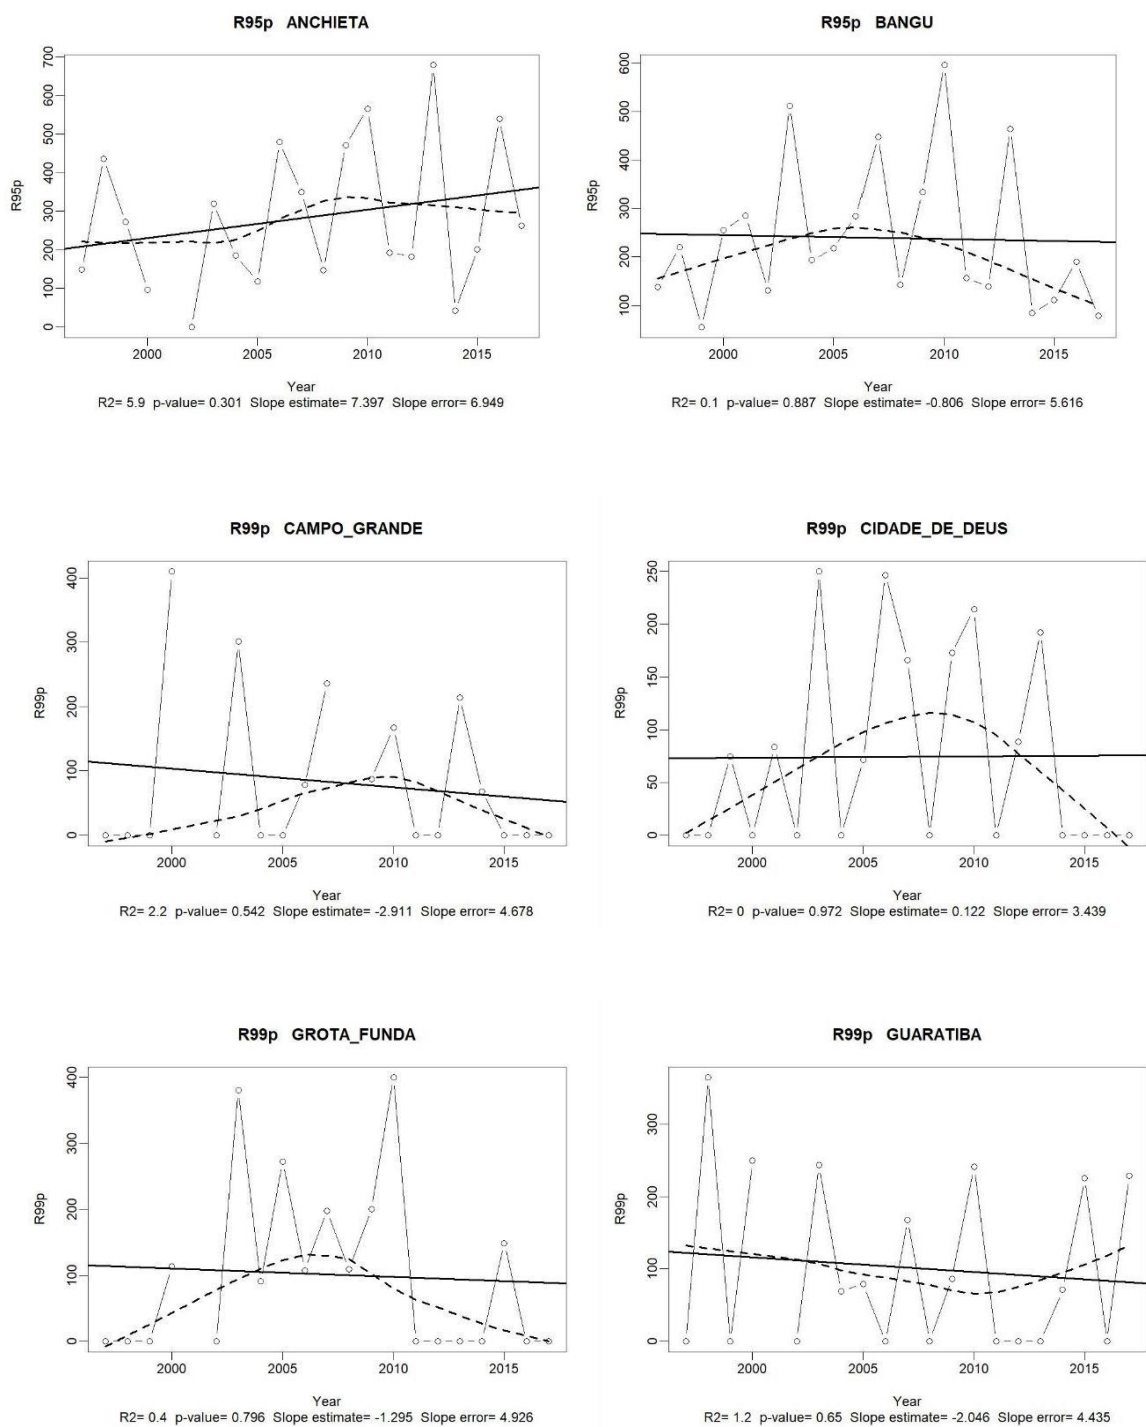 R95p ANCHIETA
700
600
500
400
300
200
100
0
R95p
2000 2005 2010 2015
Year
R2= 5.9 p-value= 0.301 Slope estimate= 7.397 Slope error= 6.949
R95p BANGU
600
500
400
300
200
100
R95p
2000 2005 2010 2015
Year
R2= 0.1 p-value= 0.887 Slope estimate= -0.806 Slope error= 5.616
R99p CAMPO_GRANDE
400
300
200
100
0
R99p
2000 2005 2010 2015
Year
R2= 2.2 p-value= 0.542 Slope estimate= -2.911 Slope error= 4.678
R99p CIDADE_DE_DEUS
250
200
150
100
50
0
R99p
2000 2005 2010 2015
Year
R2= 0 p-value= 0.972 Slope estimate= 0.122 Slope error= 3.439
R99p GROTA_FUNDA
400
300
200
100
0
R99p
2000 2005 2010 2015
Year
R2= 0.4 p-value= 0.796 Slope estimate= -1.295 Slope error= 4.926
R99p GUARATIBA
300
200
100
0
R99p
2000 2005 2010 2015
Year
R2= 1.2 p-value= 0.65 Slope estimate= -2.046 Slope error= 4.435